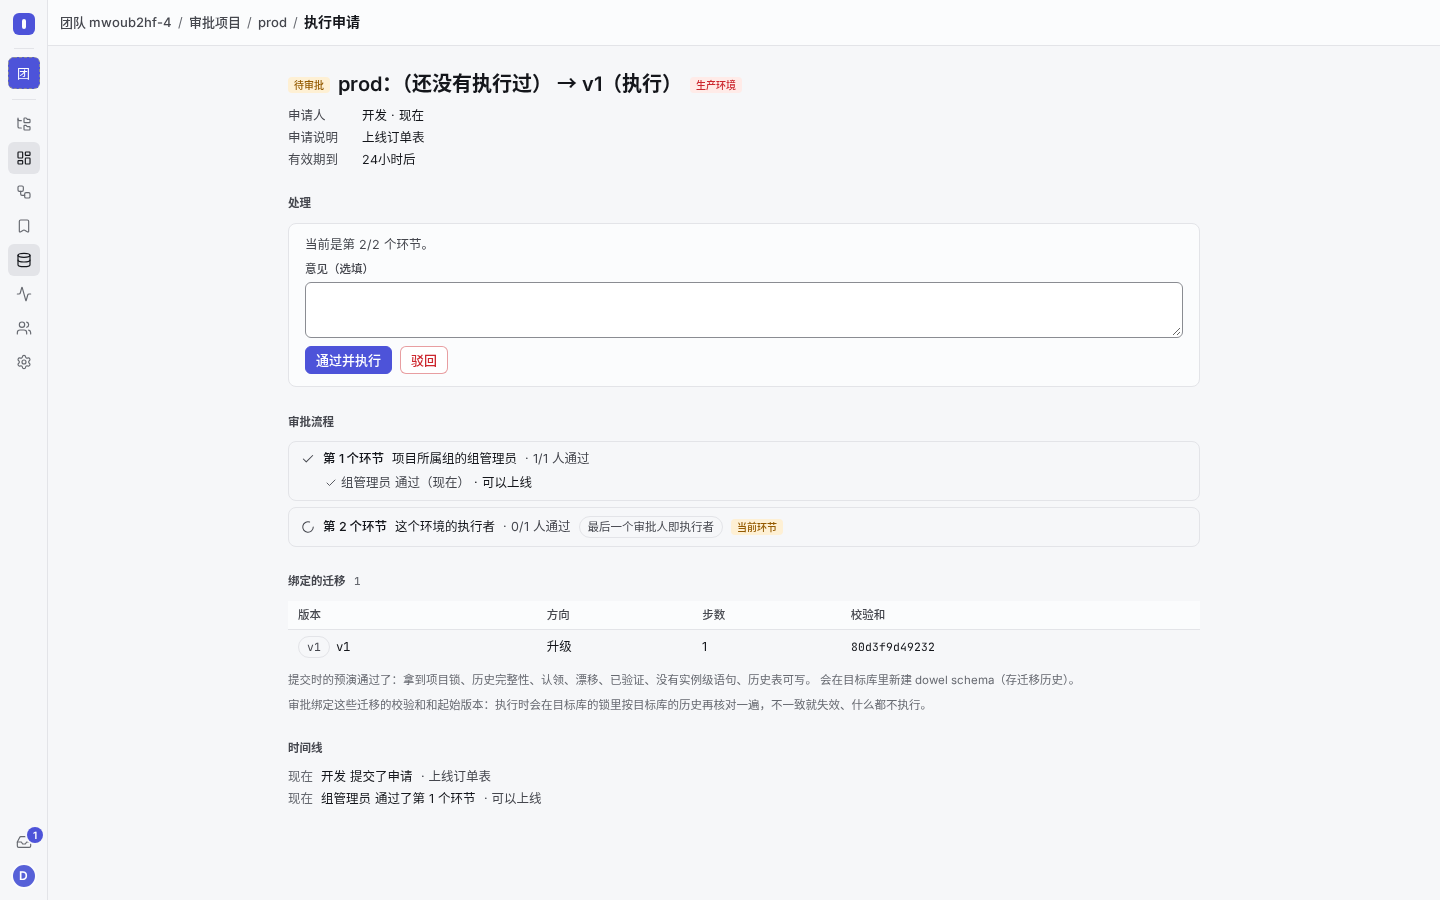 团队 mwoub2hf-4 / 审批项目 / prod / 执行申请
团
待审批 prod：（还没有执行过） → v1（执行） 生产环境
申请人 开发 · 现在
申请说明 上线订单表
有效期到 24小时后
处理
当前是第 2/2 个环节。
意见（选填）
通过并执行 驳回
审批流程
第 1 个环节 项目所属组的组管理员 · 1/1 人通过
组管理员 通过（现在） · 可以上线
第 2 个环节 这个环境的执行者 · 0/1 人通过 最后一个审批人即执行者 当前环节
绑定的迁移 1
版本 方向 步数 校验和
v1 v1 升级 1 80d3f9d49232
提交时的预演通过了：拿到项目锁、历史完整性、认领、漂移、已验证、没有实例级语句、历史表可写。 会在目标库里新建 dowel schema（存迁移历史）。
审批绑定这些迁移的校验和和起始版本：执行时会在目标库的锁里按目标库的历史再核对一遍，不一致就失效、什么都不执行。
时间线
现在 开发 提交了申请 · 上线订单表
现在 组管理员 通过了第 1 个环节 · 可以上线
1
D